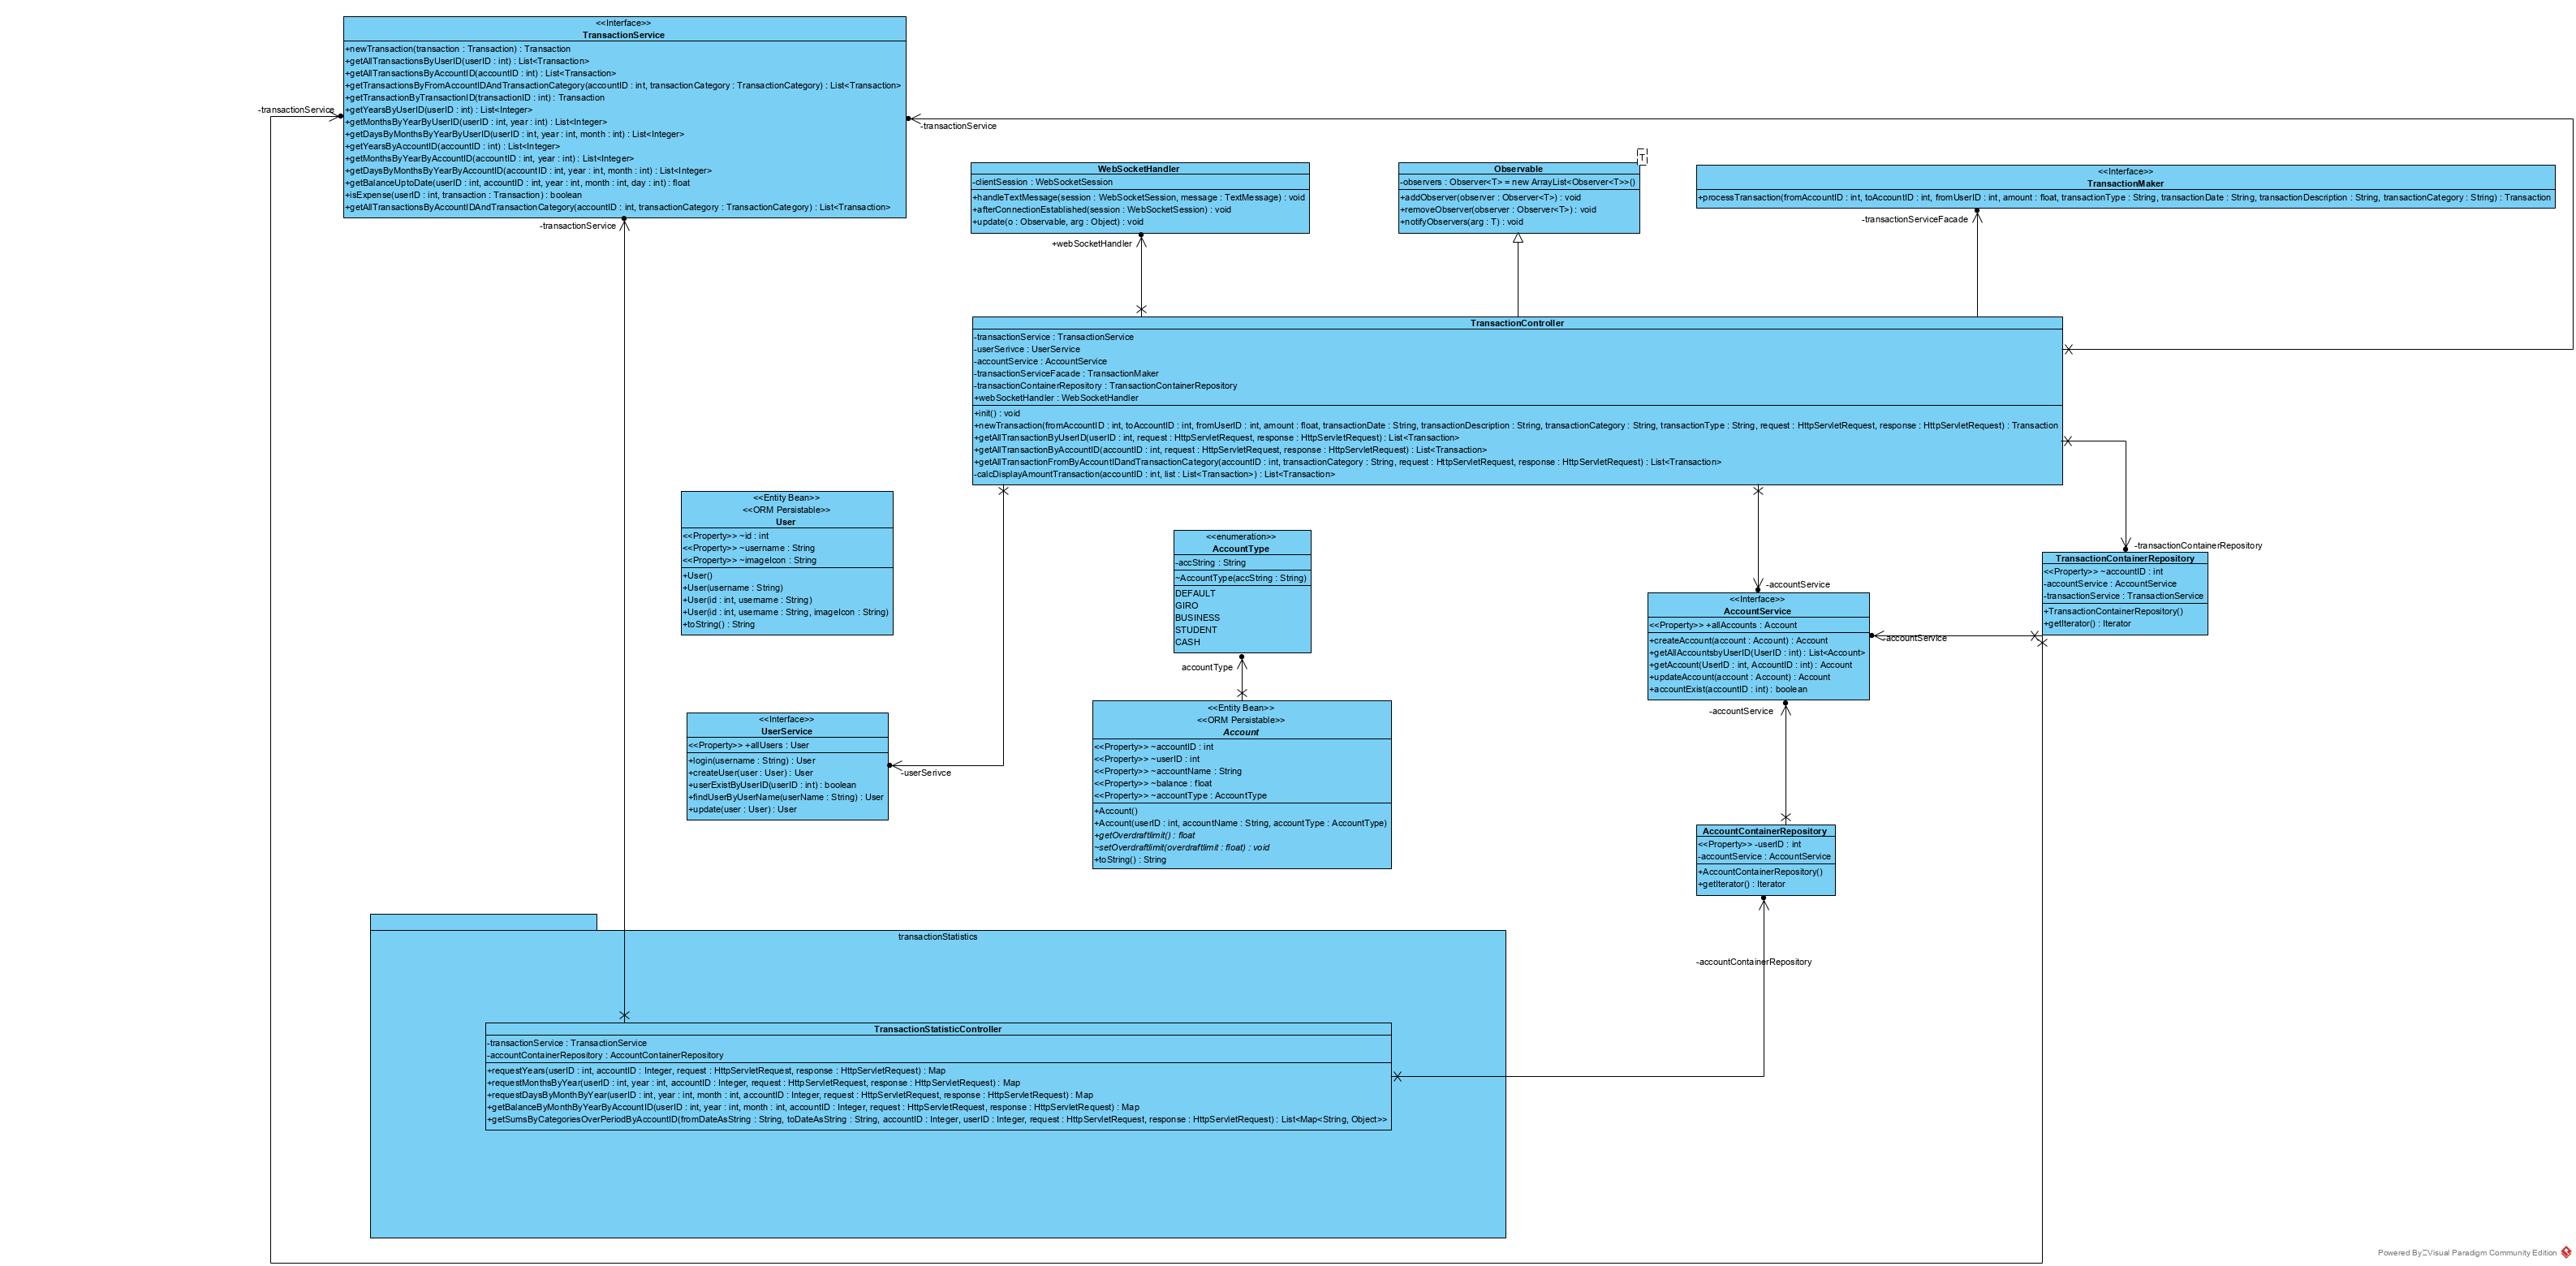 <<Interface>>
TransactionService
+newTransaction(transaction : Transaction) : Transaction
+getAllTransactionsByUserID(userID : int) : List<Transaction>
+getAllTransactionsByAccountID(accountID : int) : List<Transaction>
+getTransactionsByFromAccountIDAndTransactionCategory(accountID : int, transactionCategory : TransactionCategory) : List<Transaction>
+getTransactionByTransactionID(transactionID : int) : Transaction
+getYearsByUserID(userID : int) : List<Integer>
+getMonthsByYearByUserID(userID : int, year : int) : List<Integer>
+getDaysByMonthsByYearByUserID(userID : int, year : int, month : int) : List<Integer>
+getYearsByAccountID(accountID : int) : List<Integer>
+getMonthsByYearByAccountID(accountID : int, year : int) : List<Integer>
+getDaysByMonthsByYearByAccountID(accountID : int, year : int, month : int) : List<Integer>
+getBalanceUptoDate(userID : int, accountID : int, year : int, month : int, day : int) : float
+isExpense(userID : int, transaction : Transaction) : boolean
+getAllTransactionsByAccountIDAndTransactionCategory(accountID : int, transactionCategory : TransactionCategory) : List<Transaction>
-transactionService
-transactionService
-transactionService
WebSocketHandler
-clientSession : WebSocketSession
+handleTextMessage(session : WebSocketSession, message : TextMessage) : void
+afterConnectionEstablished(session : WebSocketSession) : void
+update(o : Observable, arg : Object) : void
+webSocketHandler
T
Observable
-observers : Observer<T> = new ArrayList<Observer<T>>()
+addObserver(observer : Observer<T>) : void
+removeObserver(observer : Observer<T>) : void
+notifyObservers(arg : T) : void
<<Interface>>
TransactionMaker
+processTransaction(fromAccountID : int, toAccountID : int, fromUserID : int, amount : float, transactionType : String, transactionDate : String, transactionDescription : String, transactionCategory : String) : Transaction
-transactionServiceFacade
TransactionController
-transactionService : TransactionService
-userSerivce : UserService
-accountService : AccountService
-transactionServiceFacade : TransactionMaker
-transactionContainerRepository : TransactionContainerRepository
+webSocketHandler : WebSocketHandler
+init() : void
+newTransaction(fromAccountID : int, toAccountID : int, fromUserID : int, amount : float, transactionDate : String, transactionDescription : String, transactionCategory : String, transactionType : String, request : HttpServletRequest, response : HttpServletRequest) : Transaction
+getAllTransactionByUserID(userID : int, request : HttpServletRequest, response : HttpServletRequest) : List<Transaction>
+getAllTransactionByAccountID(accountID : int, request : HttpServletRequest, response : HttpServletRequest) : List<Transaction>
+getAllTransactionFromByAccountIDandTransactionCategory(accountID : int, transactionCategory : String, request : HttpServletRequest, response : HttpServletRequest) : List<Transaction>
-calcDisplayAmountTransaction(accountID : int, list : List<Transaction>) : List<Transaction>
<<Entity Bean>>
<<ORM Persistable>>
User
<<Property>> ~id : int
<<Property>> ~username : String
<<Property>> ~imageIcon : String
+User()
+User(username : String)
+User(id : int, username : String)
+User(id : int, username : String, imageIcon : String)
+toString() : String
<<enumeration>>
AccountType
-accString : String
~AccountType(accString : String)
DEFAULT
GIRO
BUSINESS
STUDENT
CASH
accountType
-transactionContainerRepository
TransactionContainerRepository
<<Property>> ~accountID : int
-accountService : AccountService
-transactionService : TransactionService
+TransactionContainerRepository()
+getIterator() : Iterator
-accountService
<<Interface>>
AccountService
<<Property>> +allAccounts : Account
+createAccount(account : Account) : Account
+getAllAccountsbyUserID(UserID : int) : List<Account>
+getAccount(UserID : int, AccountID : int) : Account
+updateAccount(account : Account) : Account
+accountExist(accountID : int) : boolean
-accountService
-accountService
<<Interface>>
UserService
<<Property>> +allUsers : User
+login(username : String) : User
+createUser(user : User) : User
+userExistByUserID(userID : int) : boolean
+findUserByUserName(userName : String) : User
+update(user : User) : User
-userSerivce
<<Entity Bean>>
<<ORM Persistable>>
Account
<<Property>> ~accountID : int
<<Property>> ~userID : int
<<Property>> ~accountName : String
<<Property>> ~balance : float
<<Property>> ~accountType : AccountType
+Account()
+Account(userID : int, accountName : String, accountType : AccountType)
+getOverdraftlimit() : float
~setOverdraftlimit(overdraftlimit : float) : void
+toString() : String
AccountContainerRepository
<<Property>> -userID : int
-accountService : AccountService
+AccountContainerRepository()
+getIterator() : Iterator
-accountContainerRepository
transactionStatistics
TransactionStatisticController
-transactionService : TransactionService
-accountContainerRepository : AccountContainerRepository
+requestYears(userID : int, accountID : Integer, request : HttpServletRequest, response : HttpServletRequest) : Map
+requestMonthsByYear(userID : int, year : int, accountID : Integer, request : HttpServletRequest, response : HttpServletRequest) : Map
+requestDaysByMonthByYear(userID : int, year : int, month : int, accountID : Integer, request : HttpServletRequest, response : HttpServletRequest) : Map
+getBalanceByMonthByYearByAccountID(userID : int, year : int, month : int, accountID : Integer, request : HttpServletRequest, response : HttpServletRequest) : Map
+getSumsByCategoriesOverPeriodByAccountID(fromDateAsString : String, toDateAsString : String, accountID : Integer, userID : Integer, request : HttpServletRequest, response : HttpServletRequest) : List<Map<String, Object>>
Powered By Visual Paradigm Community Edition